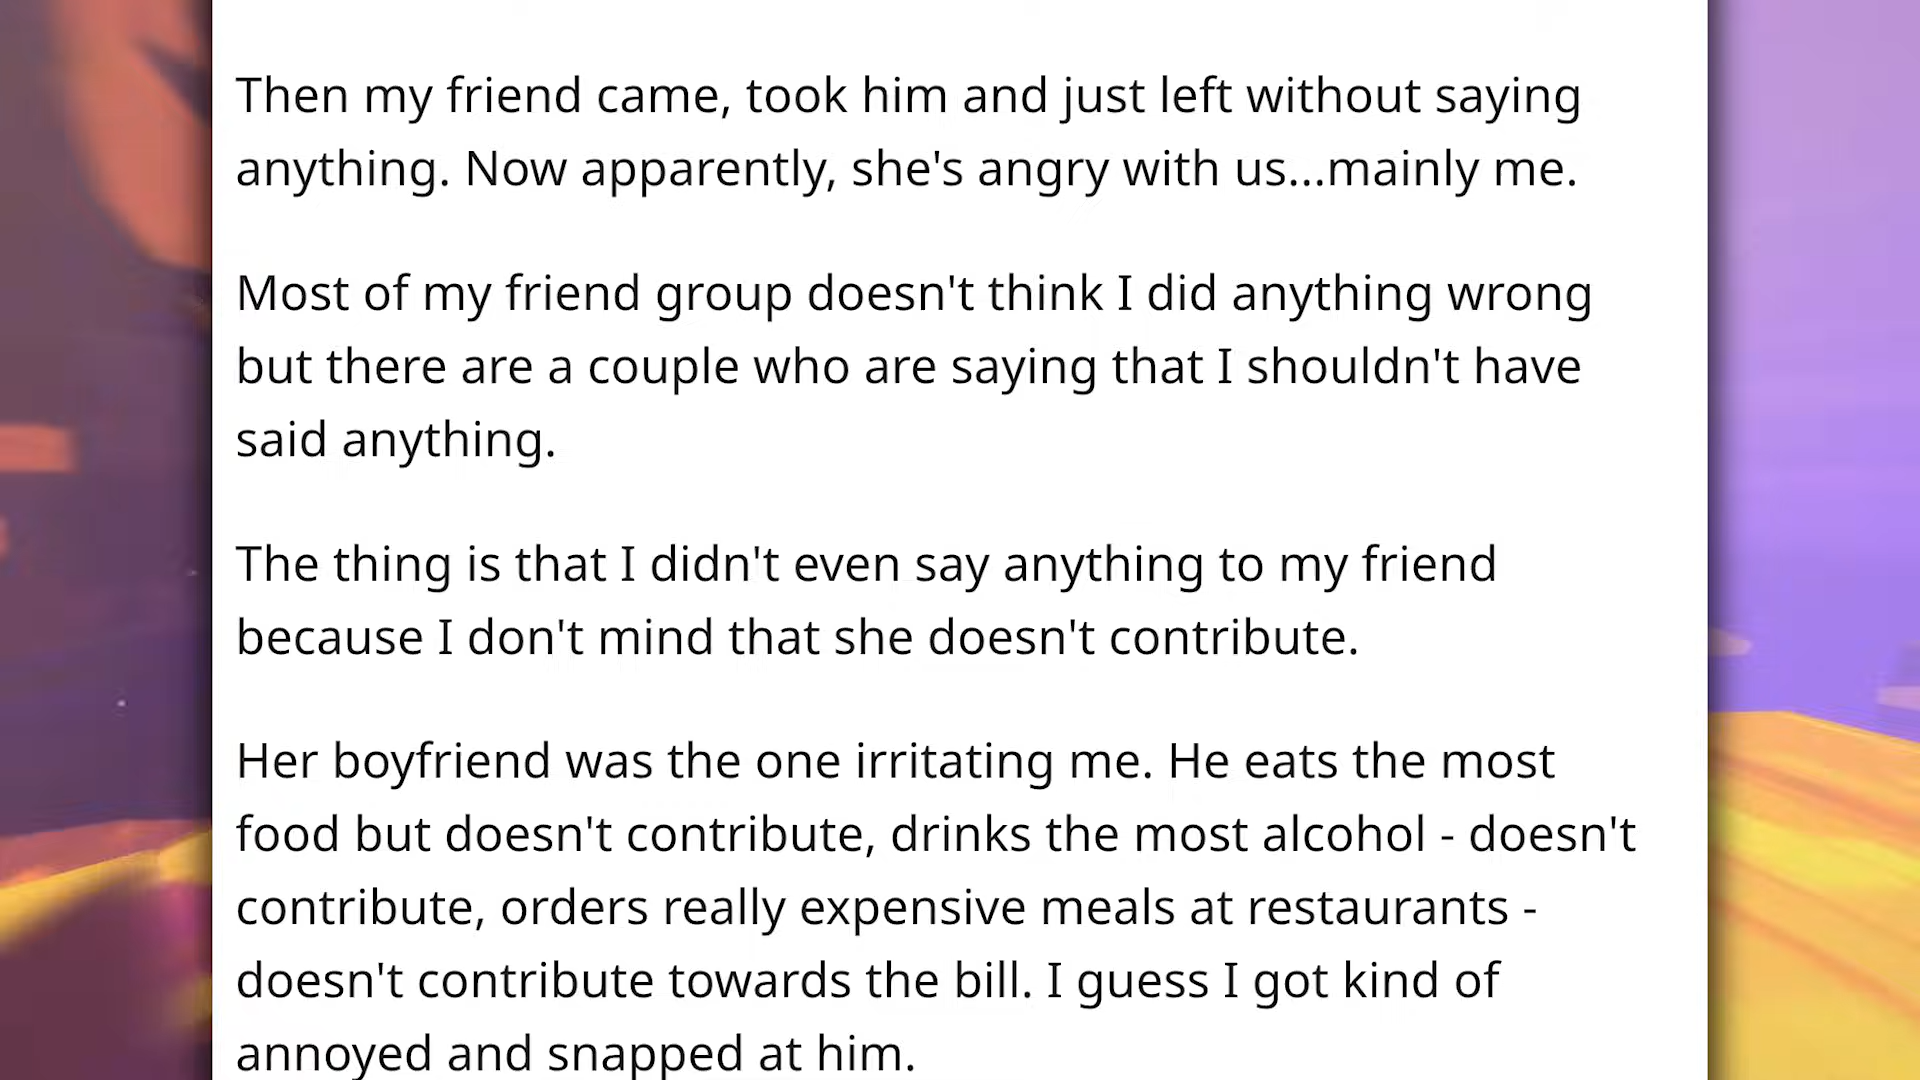 Then my friend came, took him and just left without saying
anything. Now apparently, she's angry with us...mainly me.
Most of my friend group doesn't think I did anything wrong
but there are a couple who are saying that I shouldn't have
said anything.
The thing is that I didn't even say anything to my friend
because I don't mind that she doesn't contribute.
Her boyfriend was the one irritating me. He eats the most
food but doesn't contribute, drinks the most alcohol - doesn't
contribute, orders really expensive meals at restaurants -
doesn't contribute towards the bill. I guess I got kind of
annoyed and snapped at him.